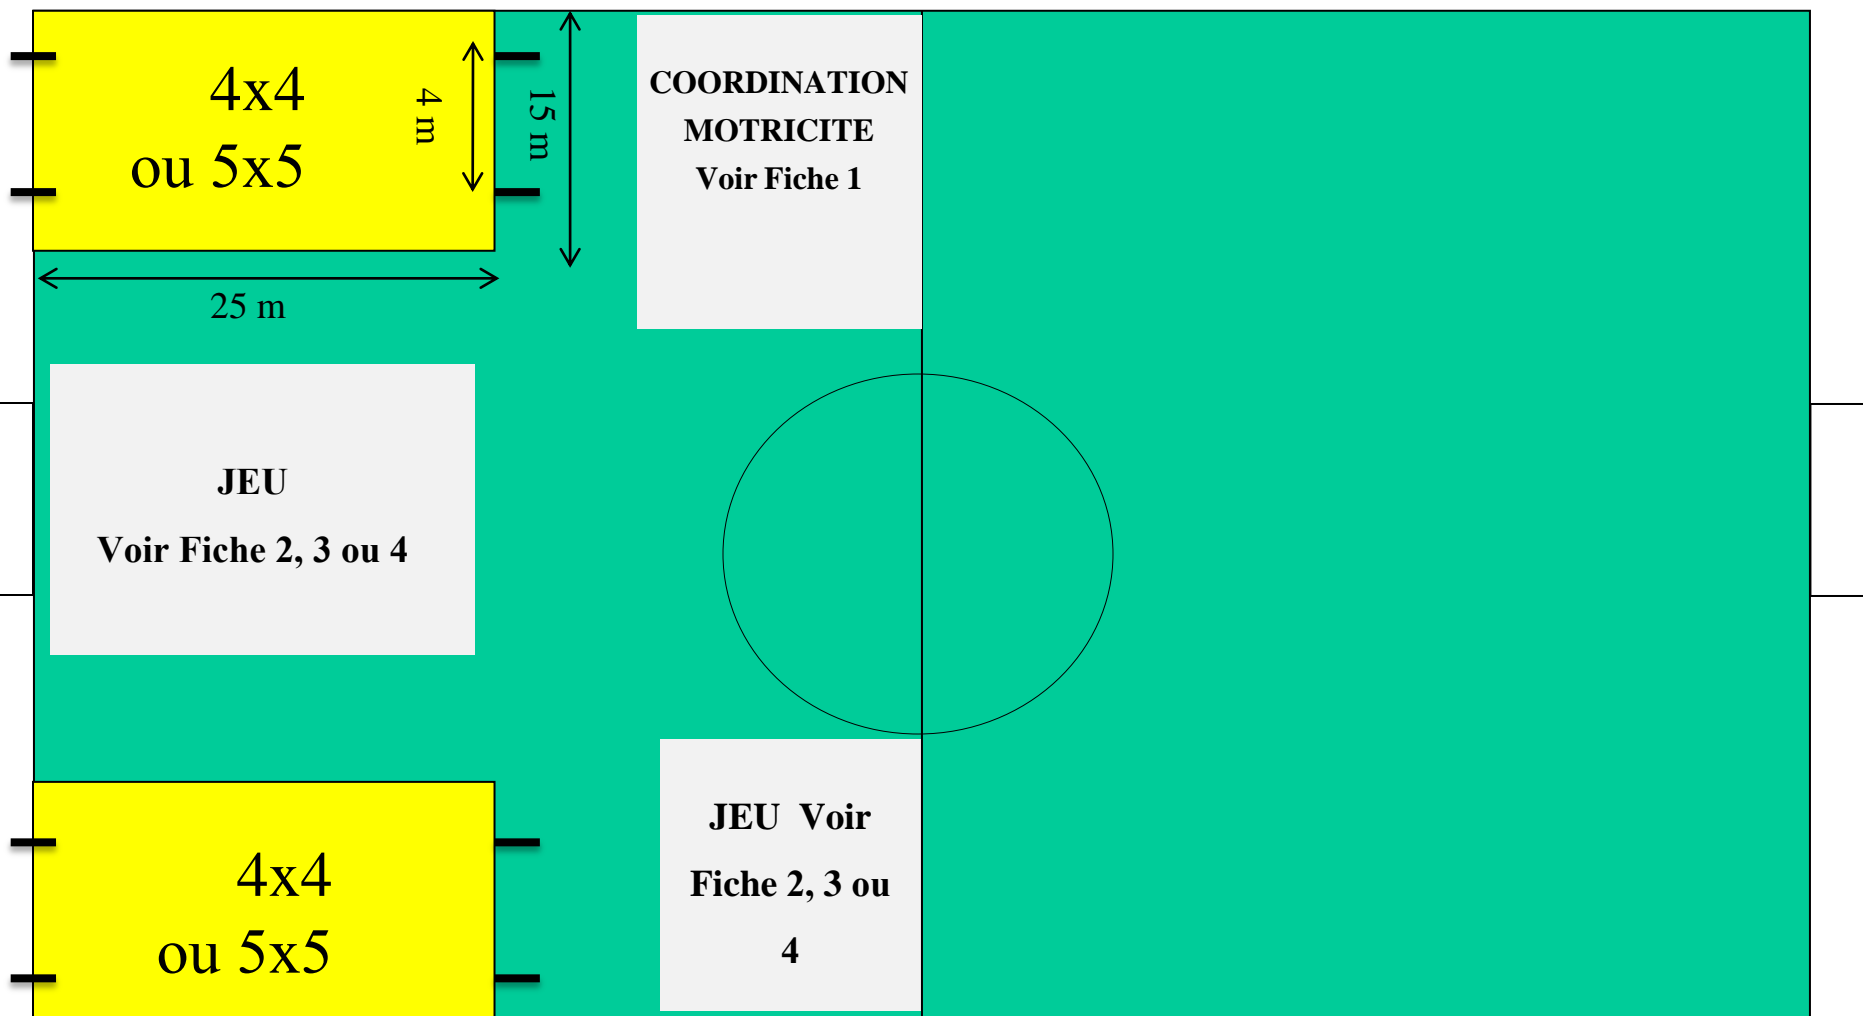 4x4
ou 5x5
4 m
15 m
25 m
COORDINATION
MOTRICITE
Voir Fiche 1
JEU
Voir Fiche 2, 3 ou 4
4x4
ou 5x5
JEU  Voir
Fiche 2, 3 ou
4